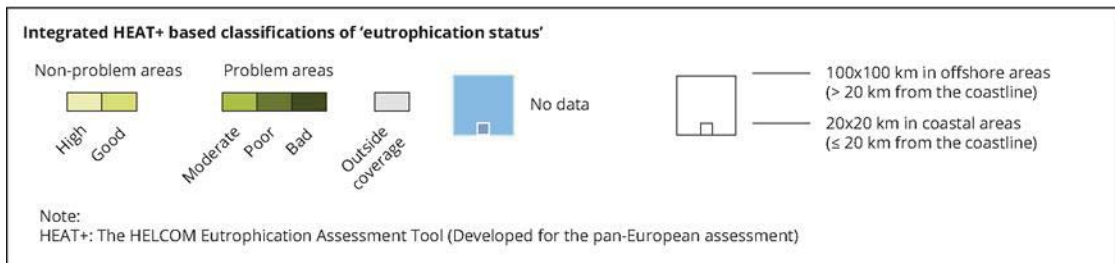 Integrated HEAT+ based classifications of ‘eutrophication status’
Non-problem areas
Problem areas
High
Good
Moderate
Poor
Bad
Outside
coverage
No data
100x100 km in offshore areas
(> 20 km from the coastline)
20x20 km in coastal areas
(≤ 20 km from the coastline)
Note:
HEAT+: The HELCOM Eutrophication Assessment Tool (Developed for the pan-European assessment)